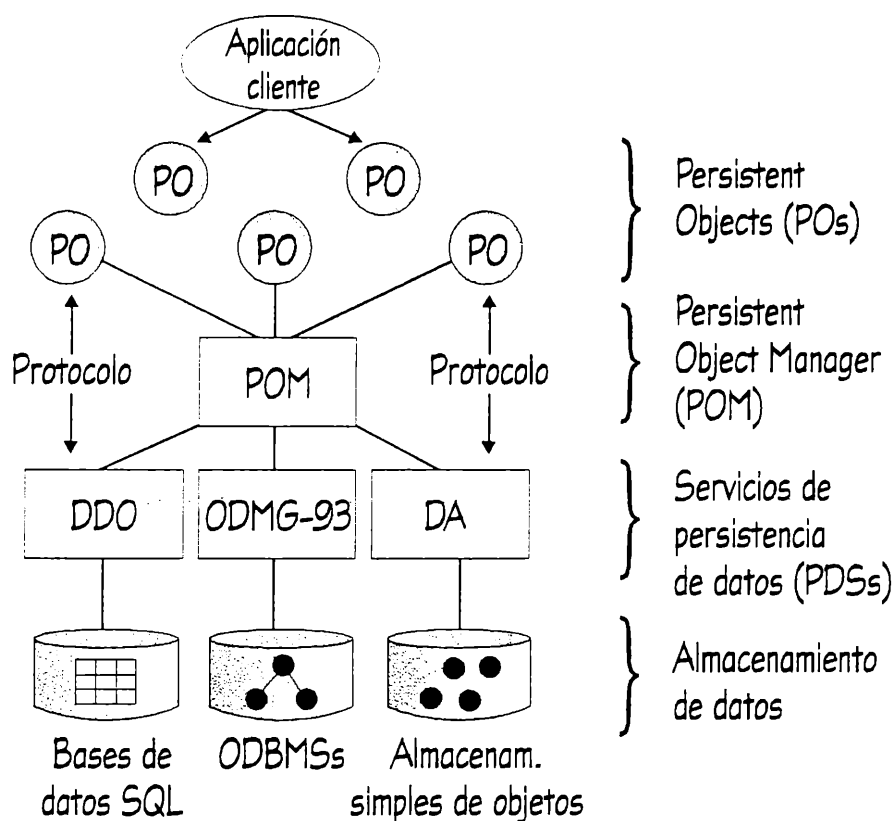 Aplicación
cliente
PO
PO
PO
PO
PO
Persistent
Objects (POs)
Protocolo
POM
Protocolo
Persistent
Object Manager
(POM)
DDO
ODMG-93
DA
Servicios de
persistencia
de datos (PDSs)
Almacenamiento
de datos
Bases de
datos SQL
ODBMSs
Almacenam.
simples de objetos